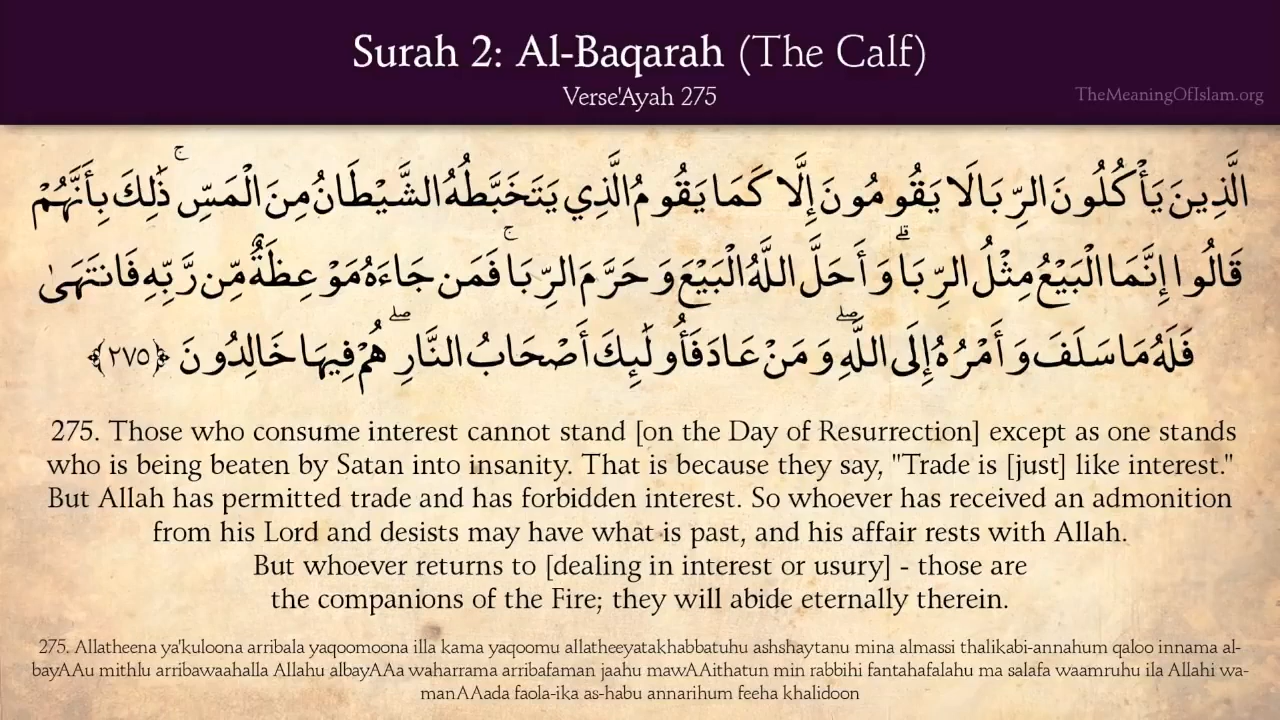 Surah 2: Al-Baqarah (The Calf)
Verse'Ayah 275
TheMeaningOfIslam.org
الَّذِينَ يَأْكُلُونَ الرِّبَا لَا يَقُومُونَ إِلَّا كَمَا يَقُومُ الَّذِي يَتَخَبَّطُهُ الشَّيْطَانُ مِنَ الْمَسِّ ۚ ذَٰلِكَ بِأَنَّهُمْ
قَالُوا إِنَّمَا الْبَيْعُ مِثْلُ الرِّبَا ۗ وَأَحَلَّ اللَّهُ الْبَيْعَ وَحَرَّمَ الرِّبَا ۚ فَمَن جَاءَهُ مَوْعِظَةٌ مِّن رَّبِّهِ فَانتَهَىٰ
فَلَهُ مَا سَلَفَ وَأَمْرُهُ إِلَى اللَّهِ ۖ وَمَنْ عَادَ فَأُولَٰئِكَ أَصْحَابُ النَّارِ ۖ هُمْ فِيهَا خَالِدُونَ ﴿٢٧٥﴾
275. Those who consume interest cannot stand [on the Day of Resurrection] except as one stands
who is being beaten by Satan into insanity. That is because they say, "Trade is [just] like interest."
But Allah has permitted trade and has forbidden interest. So whoever has received an admonition
from his Lord and desists may have what is past, and his affair rests with Allah.
But whoever returns to [dealing in interest or usury] - those are
the companions of the Fire; they will abide eternally therein.
275. Allatheena ya'kuloona arribala yaqoomoona illa kama yaqoomu allatheeyatakhabbatuhu ashshaytanu mina almassi thalikabi-annahum qaloo innama al-
bayAAu mithlu arribawaahalla Allahu albayAAa waharrama arribafaman jaahu mawAAithatun min rabbihi fantahafalahu ma salafa waamruhu ila Allahi wa-
manAAada faola-ika as-habu annarihum feeha khalidoon